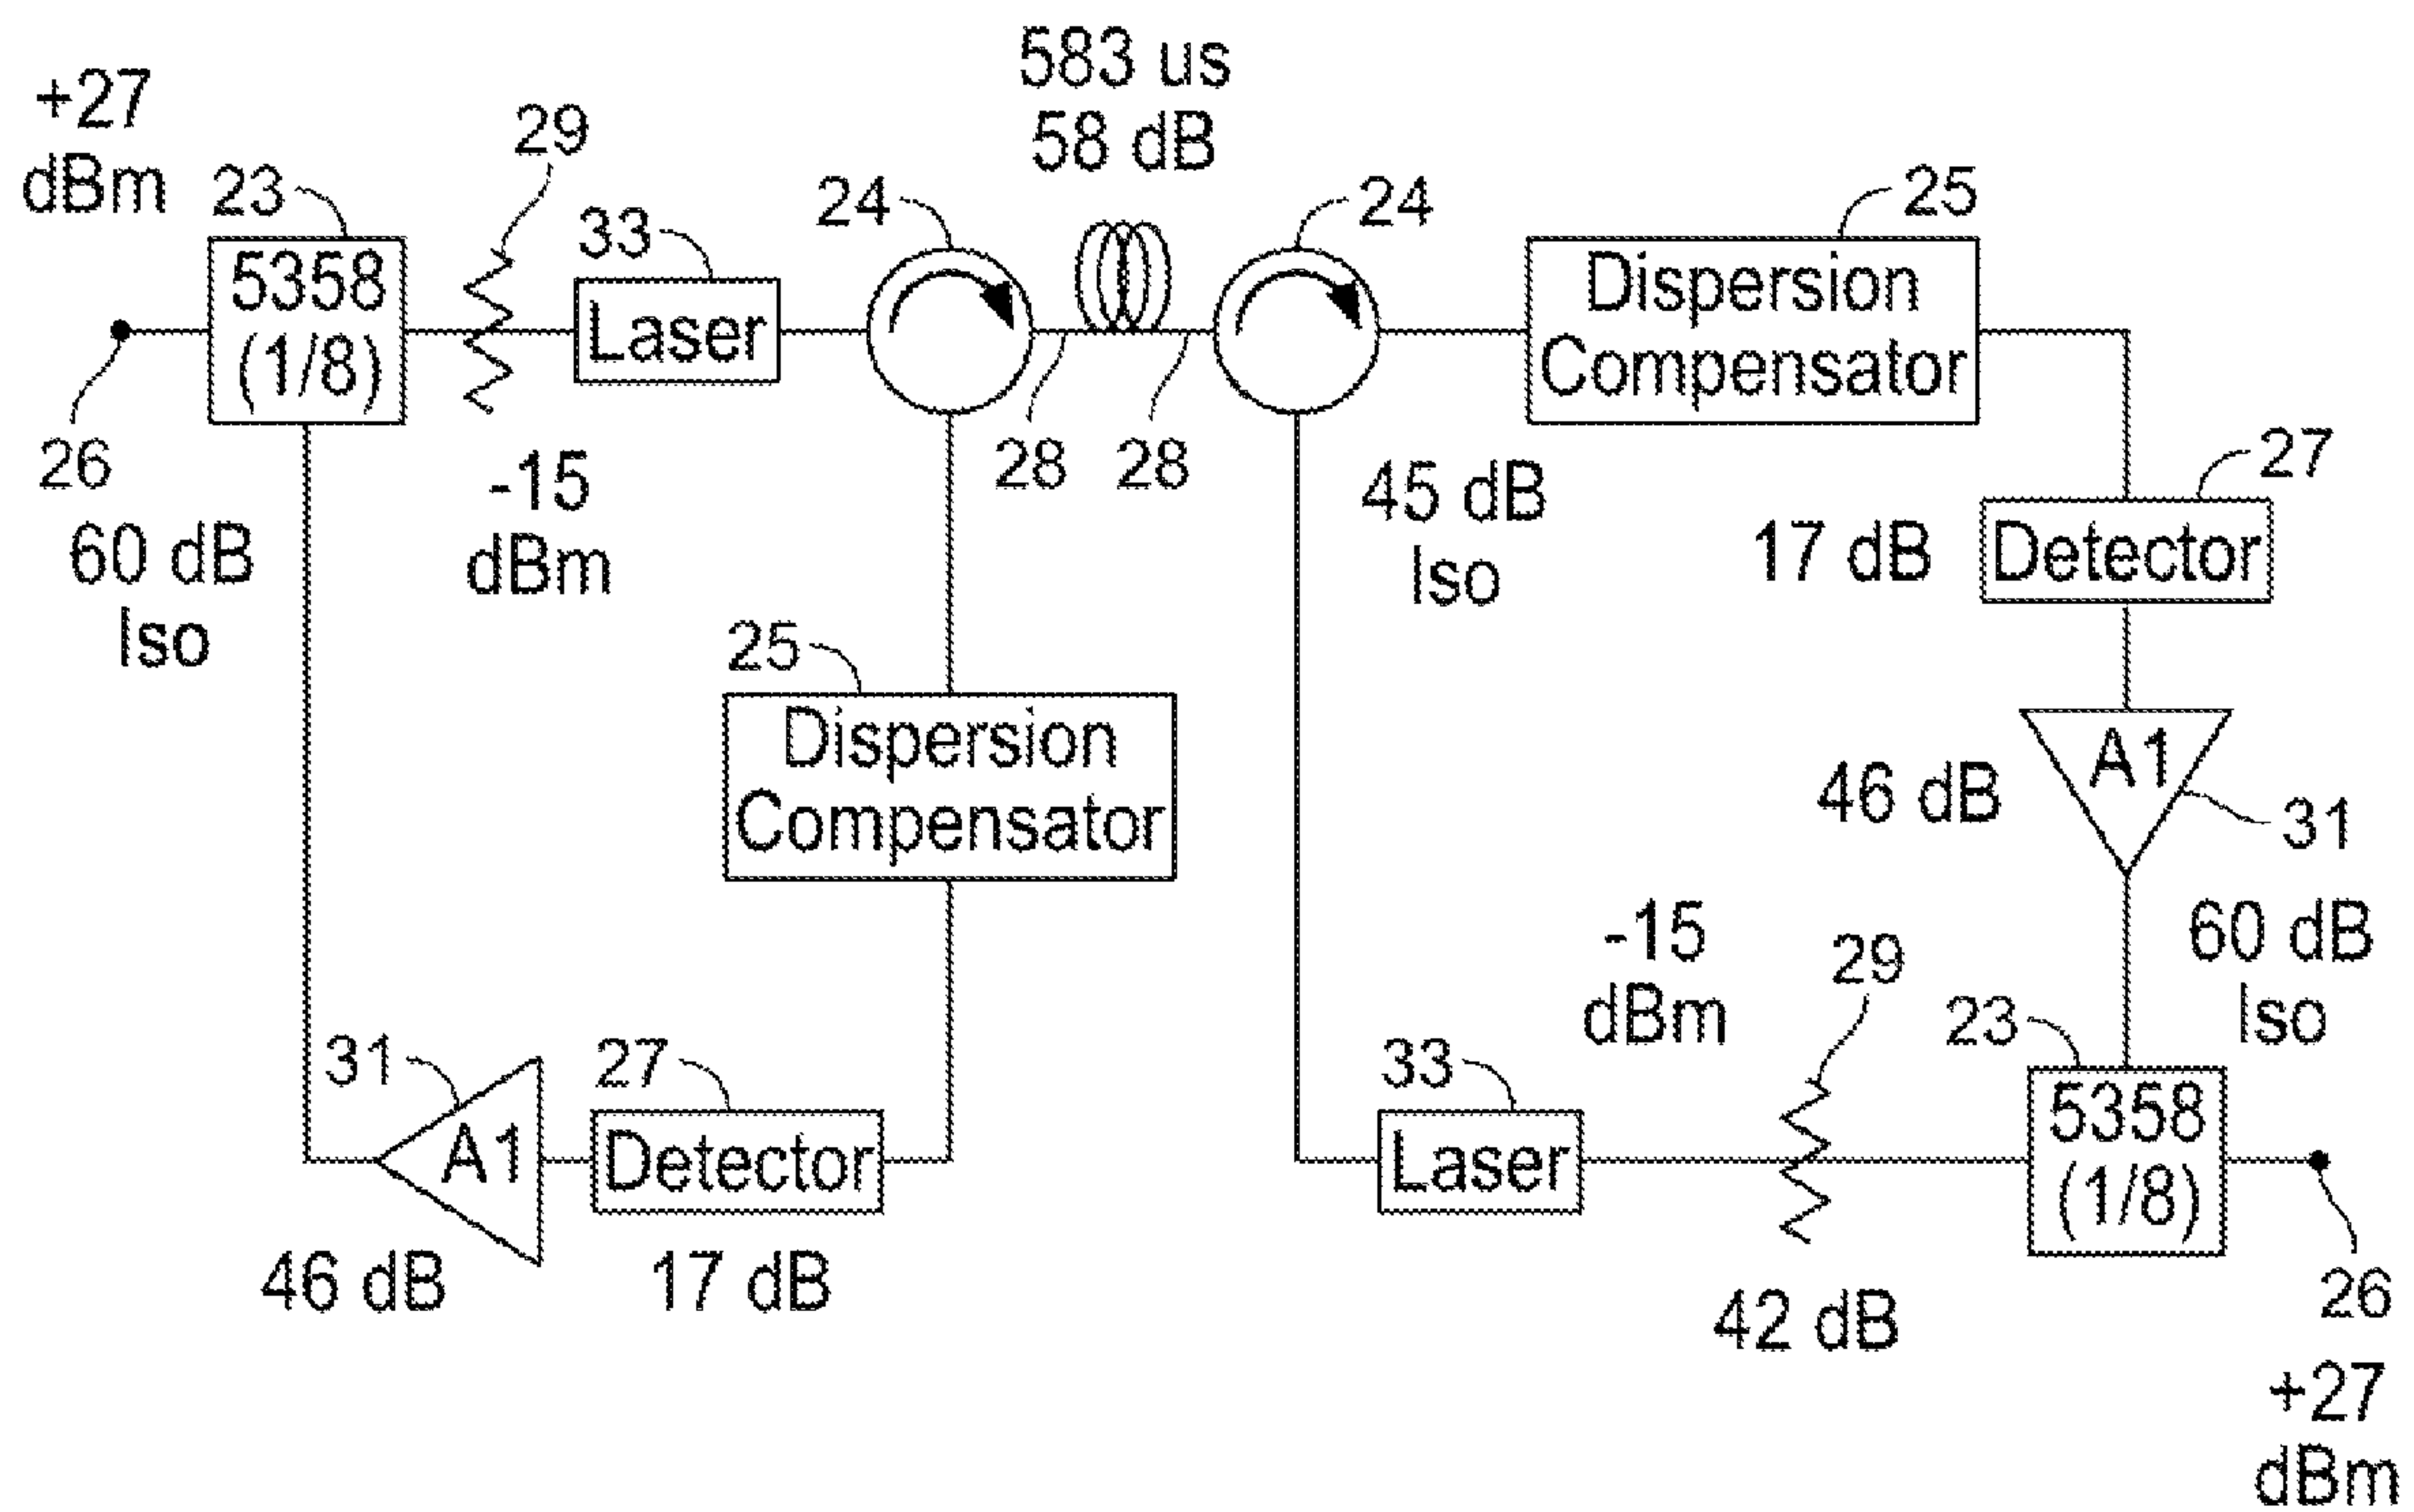 583 us
58 dB
+27
dBm
29
23
33
24
24
25
5358
(1/8)
Laser
Dispersion
Compensator
26
28
28
27
60 dB
Iso
-15
dBm
45 dB
Iso
17 dB
Detector
25
Dispersion
Compensator
46 dB
A1
31
-15
dBm
29
60 dB
Iso
23
31
27
33
A1
Detector
Laser
5358
(1/8)
46 dB
17 dB
42 dB
26
+27
dBm